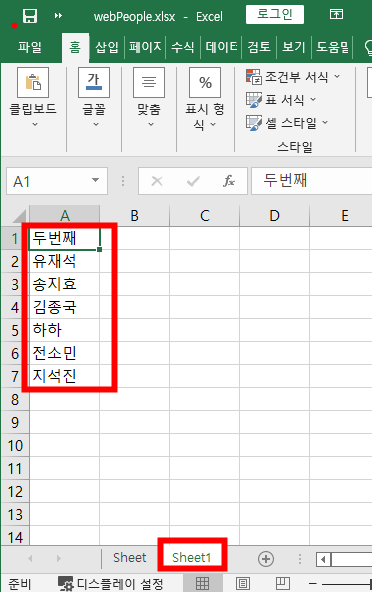 webPeople.xlsx - Excel 로그인
파일 홈 삽입 페이지 수식 데이터 검토 보기 도움말
클립보드 글꼴 맞춤 표시 형식 조건부 서식
표 서식
셀 스타일
스타일
A1 fx 두번째
A B C D E
1 두번째
2 유재석
3 송지효
4 김종국
5 하하
6 전소민
7 지석진
8
9
10
11
12
13
14
Sheet Sheet1
준비 디스플레이 설정